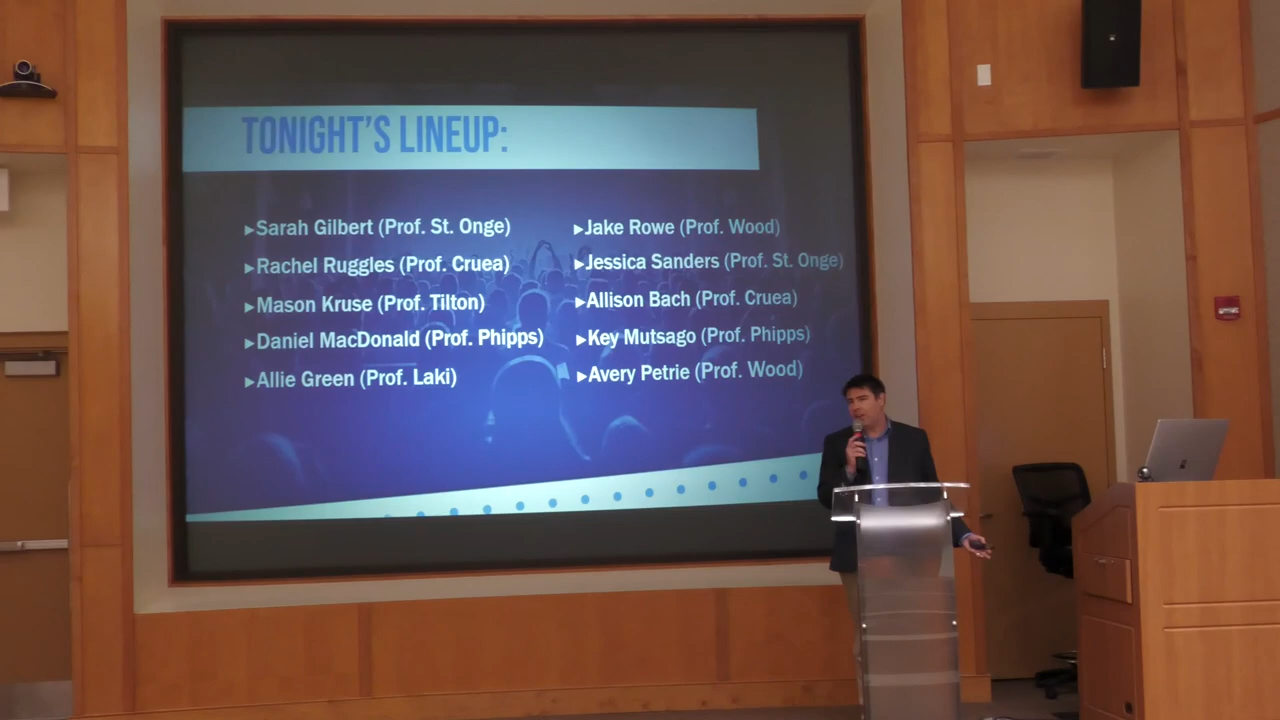 TONIGHT'S LINEUP:
▸Sarah Gilbert (Prof. St. Onge)
▸Rachel Ruggles (Prof. Cruea)
▸Mason Kruse (Prof. Tilton)
▸Daniel MacDonald (Prof. Phipps)
▸Allie Green (Prof. Laki)
▸Jake Rowe (Prof. Wood)
▸Jessica Sanders (Prof. St. Onge)
▸Allison Bach (Prof. Cruea)
▸Key Mutsago (Prof. Phipps)
▸Avery Petrie (Prof. Wood)